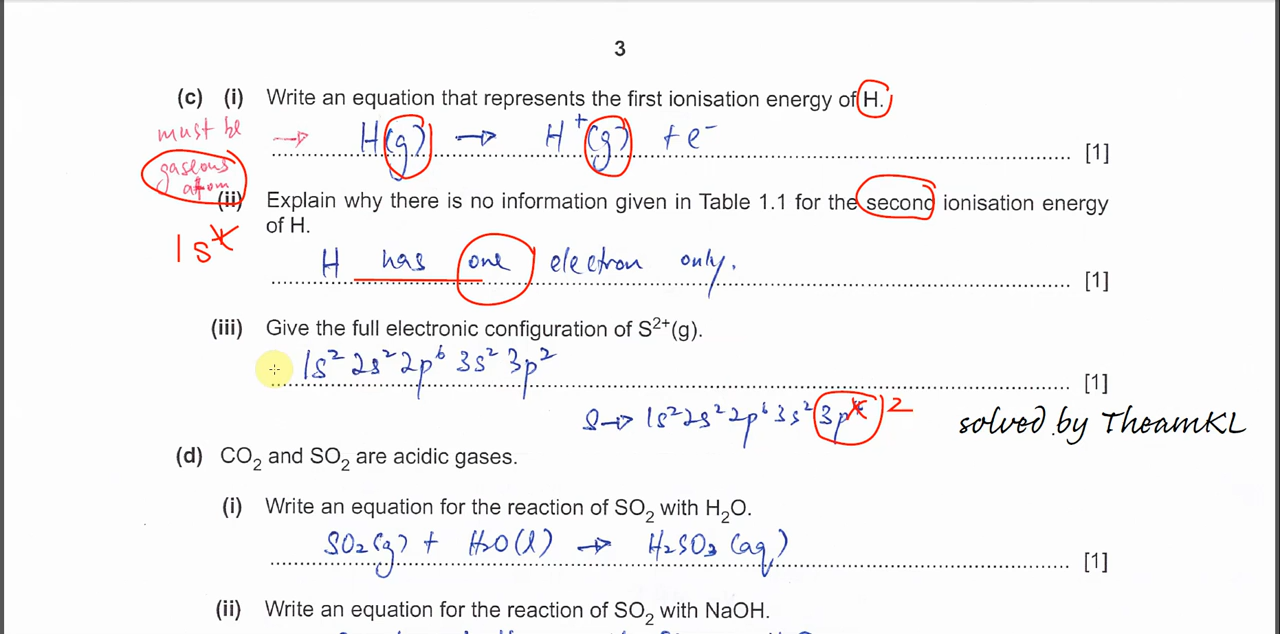 3
(c) (i) Write an equation that represents the first ionisation energy of H.
must be → H(g) → H⁺(g) + e⁻ [1]
gaseous atom
(ii) Explain why there is no information given in Table 1.1 for the second ionisation energy
of H.
1s
H has one electron only. [1]
(iii) Give the full electronic configuration of S²⁺(g).
1s² 2s² 2p⁶ 3s² 3p² [1]
S → 1s² 2s² 2p⁶ 3s² 3p 2 solved by TheamKL
(d) CO₂ and SO₂ are acidic gases.
(i) Write an equation for the reaction of SO₂ with H₂O.
SO₂(g) + H₂O(l) → H₂SO₃(aq) [1]
(ii) Write an equation for the reaction of SO₂ with NaOH.